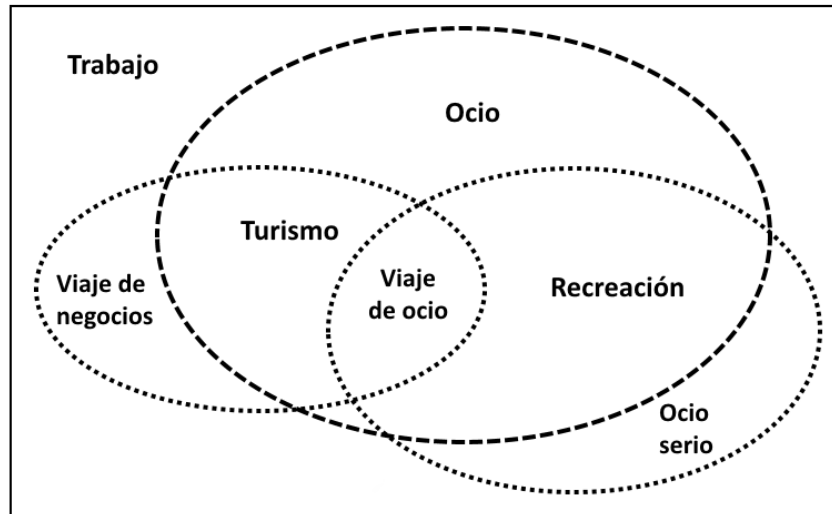 Trabajo
Ocio
Turismo
Viaje de
negocios
Viaje
de ocio
Recreación
Ocio
serio